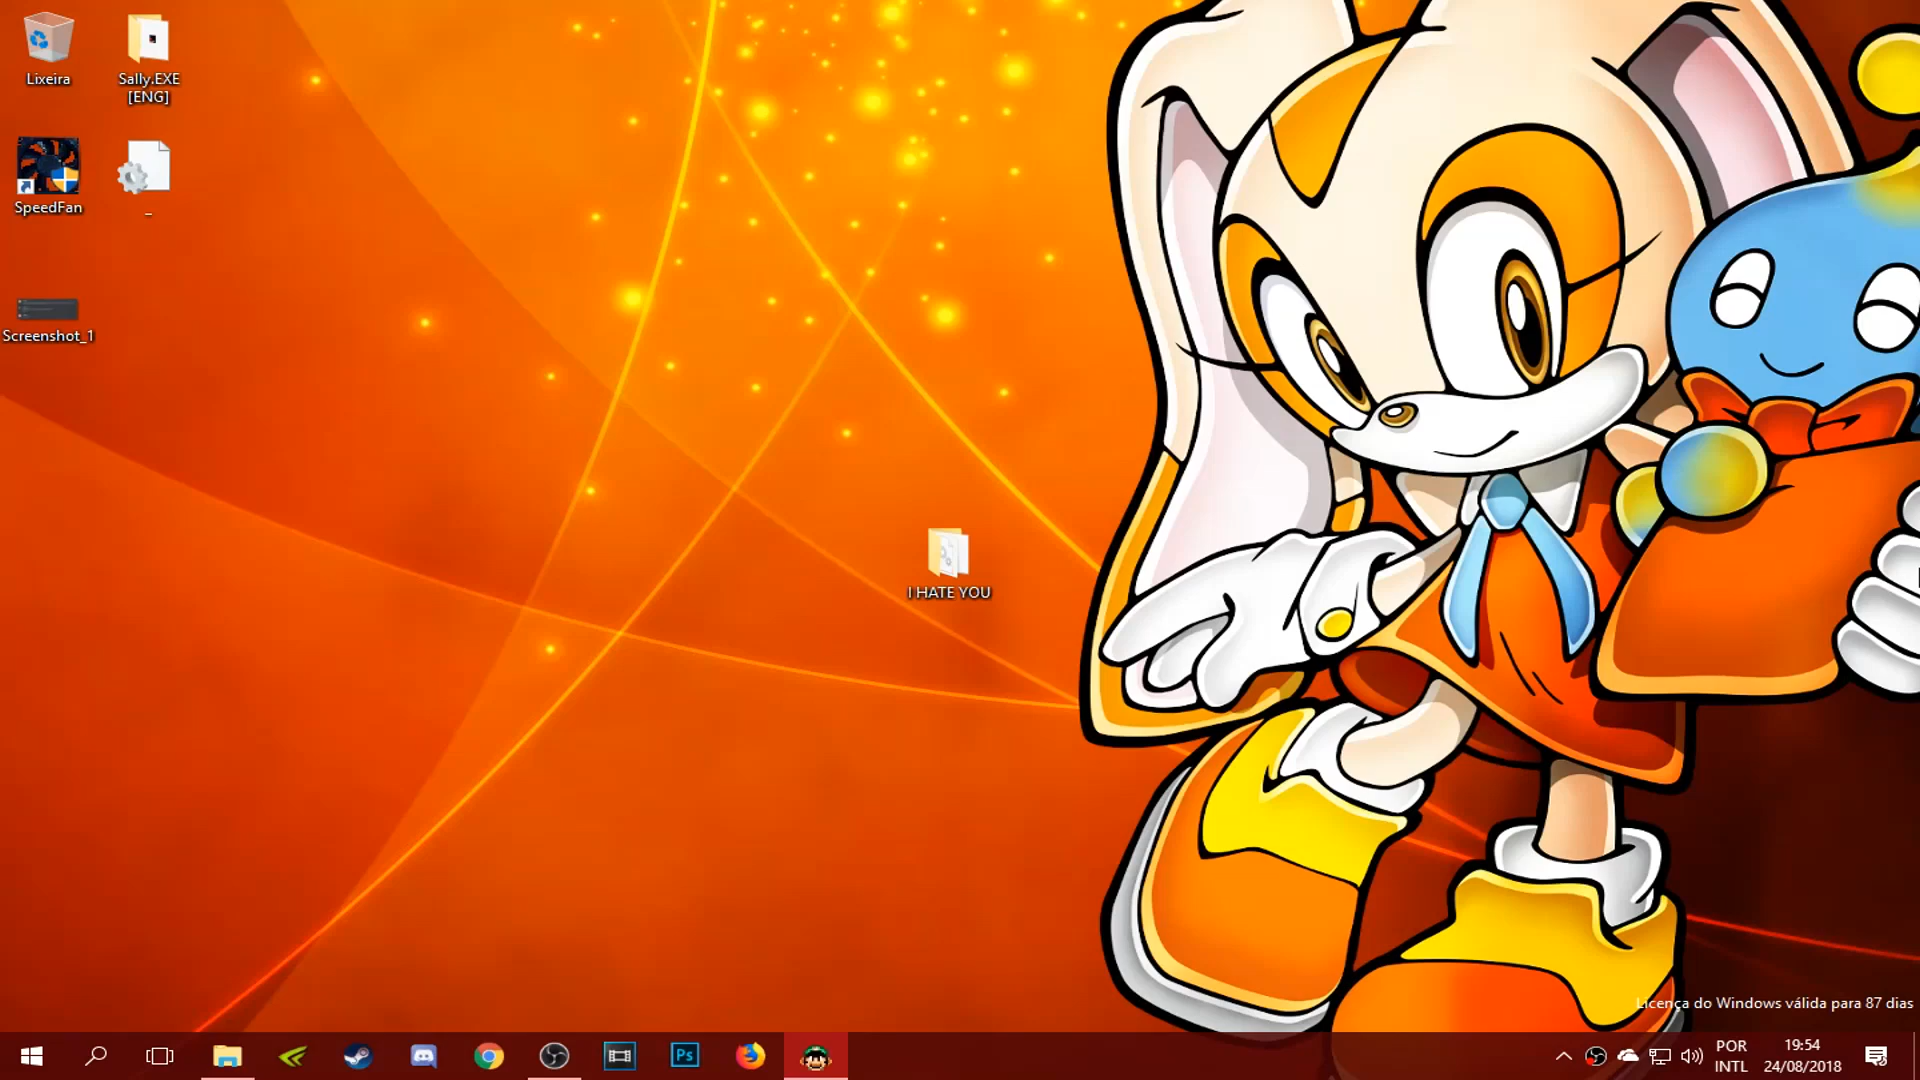 Lixeira
Sally.EXE
[ENG]
SpeedFan
_
Screenshot_1
I HATE YOU
Licença do Windows válida para 87 dias
Ps
POR
INTL
19:54
24/08/2018